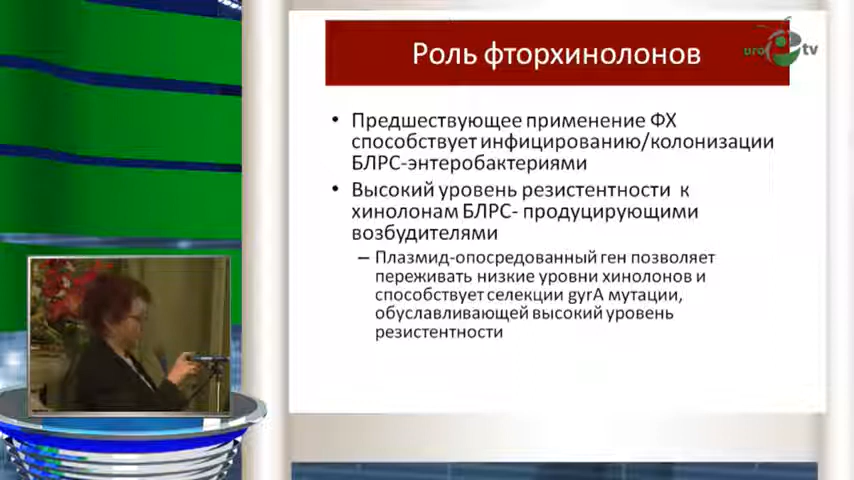 Роль фторхинолонов
uro tv
• Предшествующее применение ФХ
способствует инфицированию/колонизации
БЛРС-энтеробактериями
• Высокий уровень резистентности к
хинолонам БЛРС- продуцирующими
возбудителями
– Плазмид-опосредованный ген позволяет
переживать низкие уровни хинолонов и
способствует селекции gyrA мутации,
обуславливающей высокий уровень
резистентности